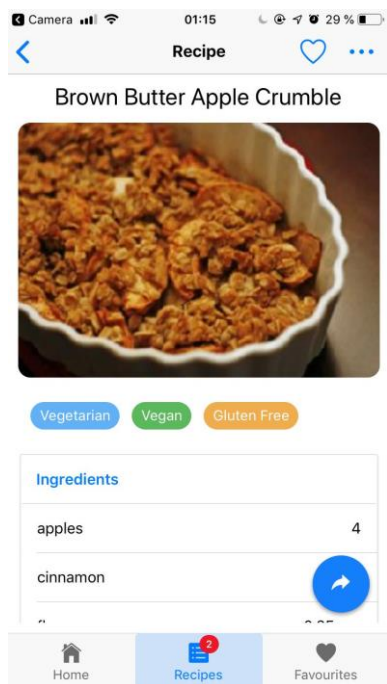 Camera 01:15 29 %
Recipe
Brown Butter Apple Crumble
Vegetarian Vegan Gluten Free
Ingredients
apples 4
cinnamon
2
Home Recipes Favourites